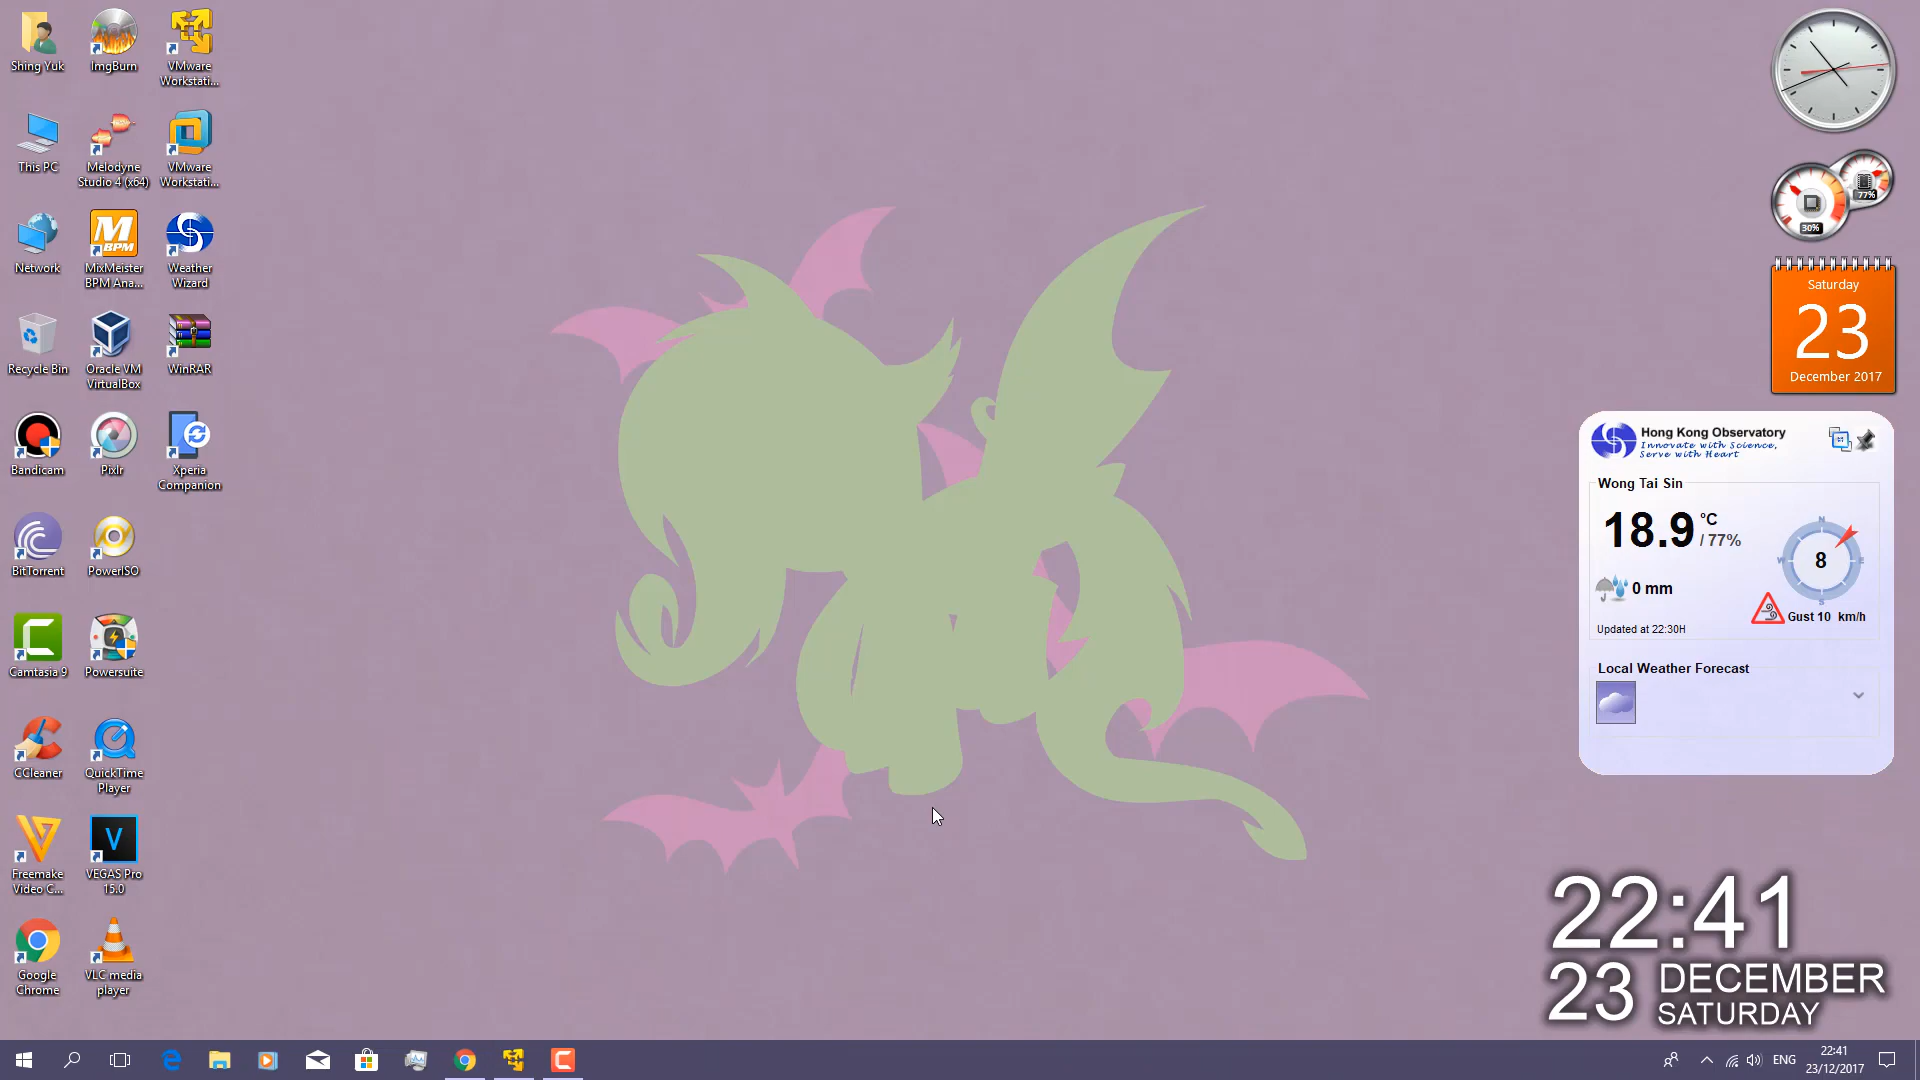 Shing Yuk
ImgBurn
VMware
Workstati...
This PC
Melodyne
Studio 4 (x64)
VMware
Workstati...
Network
M
BPM
MixMeister
BPM Ana...
Weather
Wizard
Recycle Bin
Oracle VM
VirtualBox
WinRAR
Bandicam
Pixlr
Xperia
Companion
BitTorrent
PowerISO
Camtasia 9
Powersuite
CCleaner
QuickTime
Player
Freemake
Video C...
V
VEGAS Pro
15.0
Google
Chrome
VLC media
player
77%
30%
Saturday
23
December 2017
Hong Kong Observatory
Innovate with Science,
Serve with Heart
Wong Tai Sin
18.9 °C
/ 77%
N
W
E
S
8
0 mm
Gust 10 km/h
Updated at 22:30H
Local Weather Forecast
22:41
23 DECEMBER
SATURDAY
ENG
22:41
23/12/2017